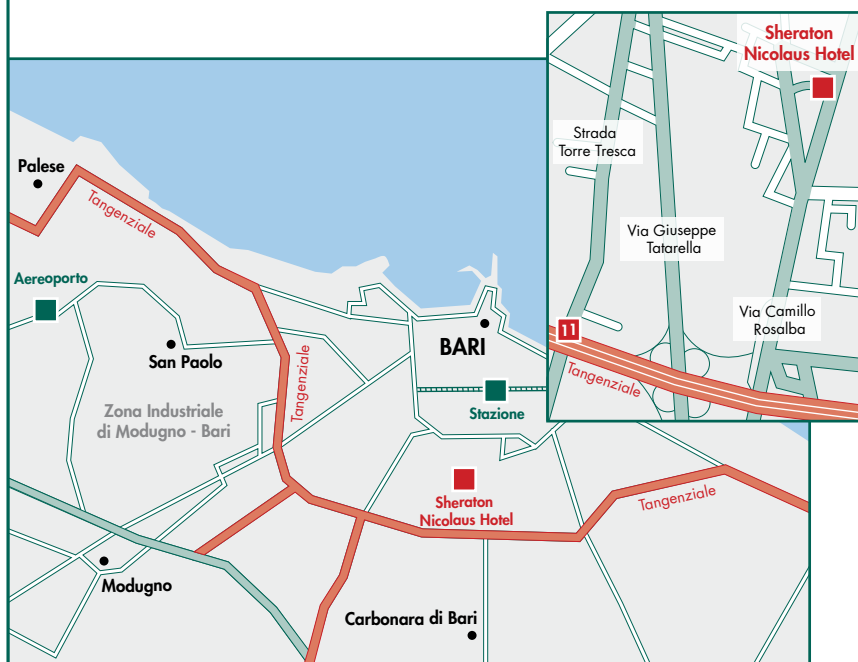 Sheraton
Nicolaus Hotel
Strada
Torre Tresca
Via Giuseppe
Tatarella
Via Camillo
Rosalba
11
Tangenziale
Palese
Tangenziale
Aereoporto
San Paolo
Tangenziale
BARI
Stazione
Zona Industriale
di Modugno - Bari
Sheraton
Nicolaus Hotel
Tangenziale
Modugno
Carbonara di Bari